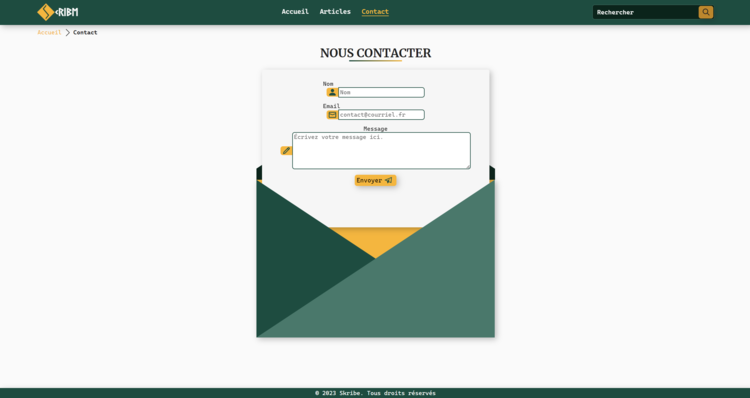 KRIBM
Accueil Articles Contact
Rechercher
Accueil Contact
NOUS CONTACTER
Nom
Nom
Email
contact@courriel.fr
Message
Écrivez votre message ici.
Envoyer
© 2023 Skribe. Tous droits réservés